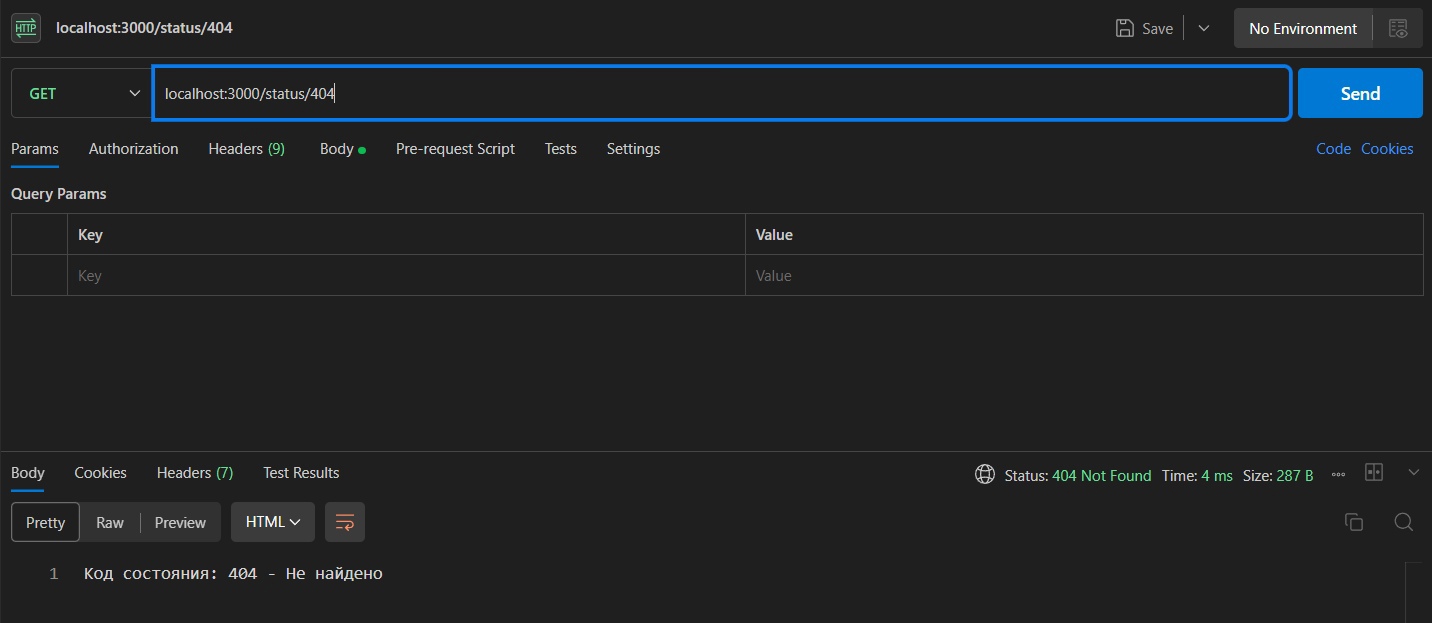 HTTP localhost:3000/status/404 Save No Environment
GET localhost:3000/status/404 Send
Params Authorization Headers (9) Body Pre-request Script Tests Settings Code Cookies
Query Params
Key Value
Key Value
Body Cookies Headers (7) Test Results Status: 404 Not Found Time: 4 ms Size: 287 B
Pretty Raw Preview HTML
1 Код состояния: 404 - Не найдено